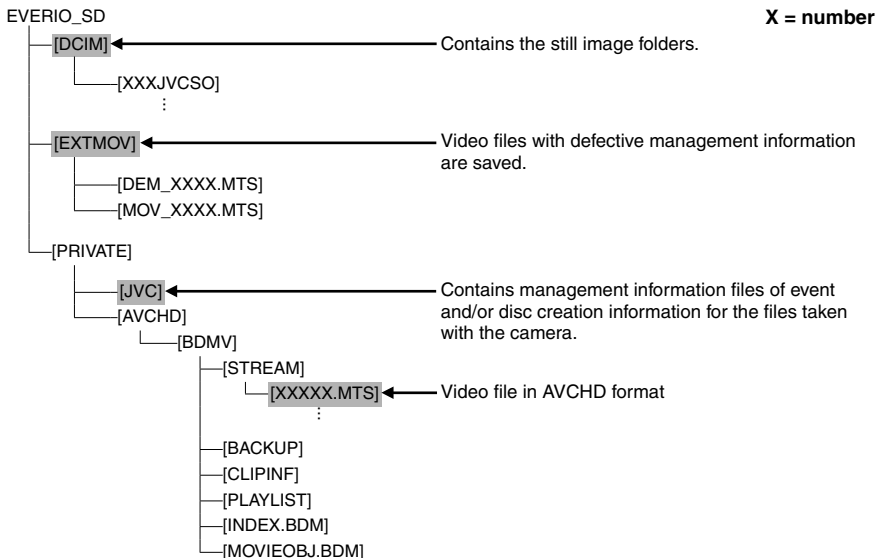 EVERIO_SD
X = number
[DCIM]
Contains the still image folders.
[XXXJVCSO]
[EXTMOV]
Video files with defective management information
are saved.
[DEM_XXXX.MTS]
[MOV_XXXX.MTS]
[PRIVATE]
[JVC]
Contains management information files of event
and/or disc creation information for the files taken
with the camera.
[AVCHD]
[BDMV]
[STREAM]
[XXXXX.MTS]
Video file in AVCHD format
[BACKUP]
[CLIPINF]
[PLAYLIST]
[INDEX.BDM]
[MOVIEOBJ.BDM]